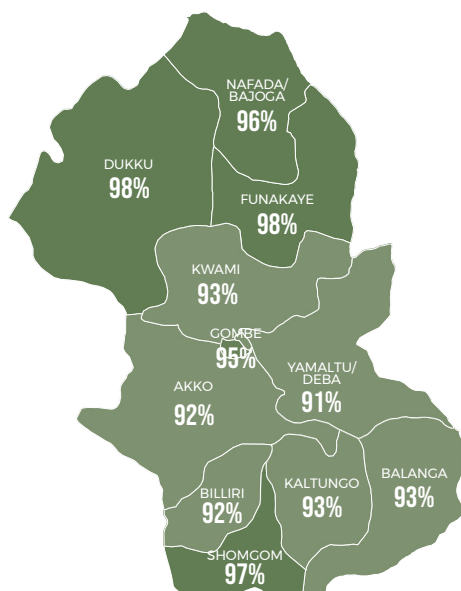 NAFADA/
BAJOGA
96%
DUKKU
98%
FUNAKAYE
98%
KWAMI
93%
GOMBE
95%
YAMALTU/
DEBA
91%
AKKO
92%
BALANGA
93%
KALTUNGO
93%
BILLIRI
92%
SHOMGOM
97%